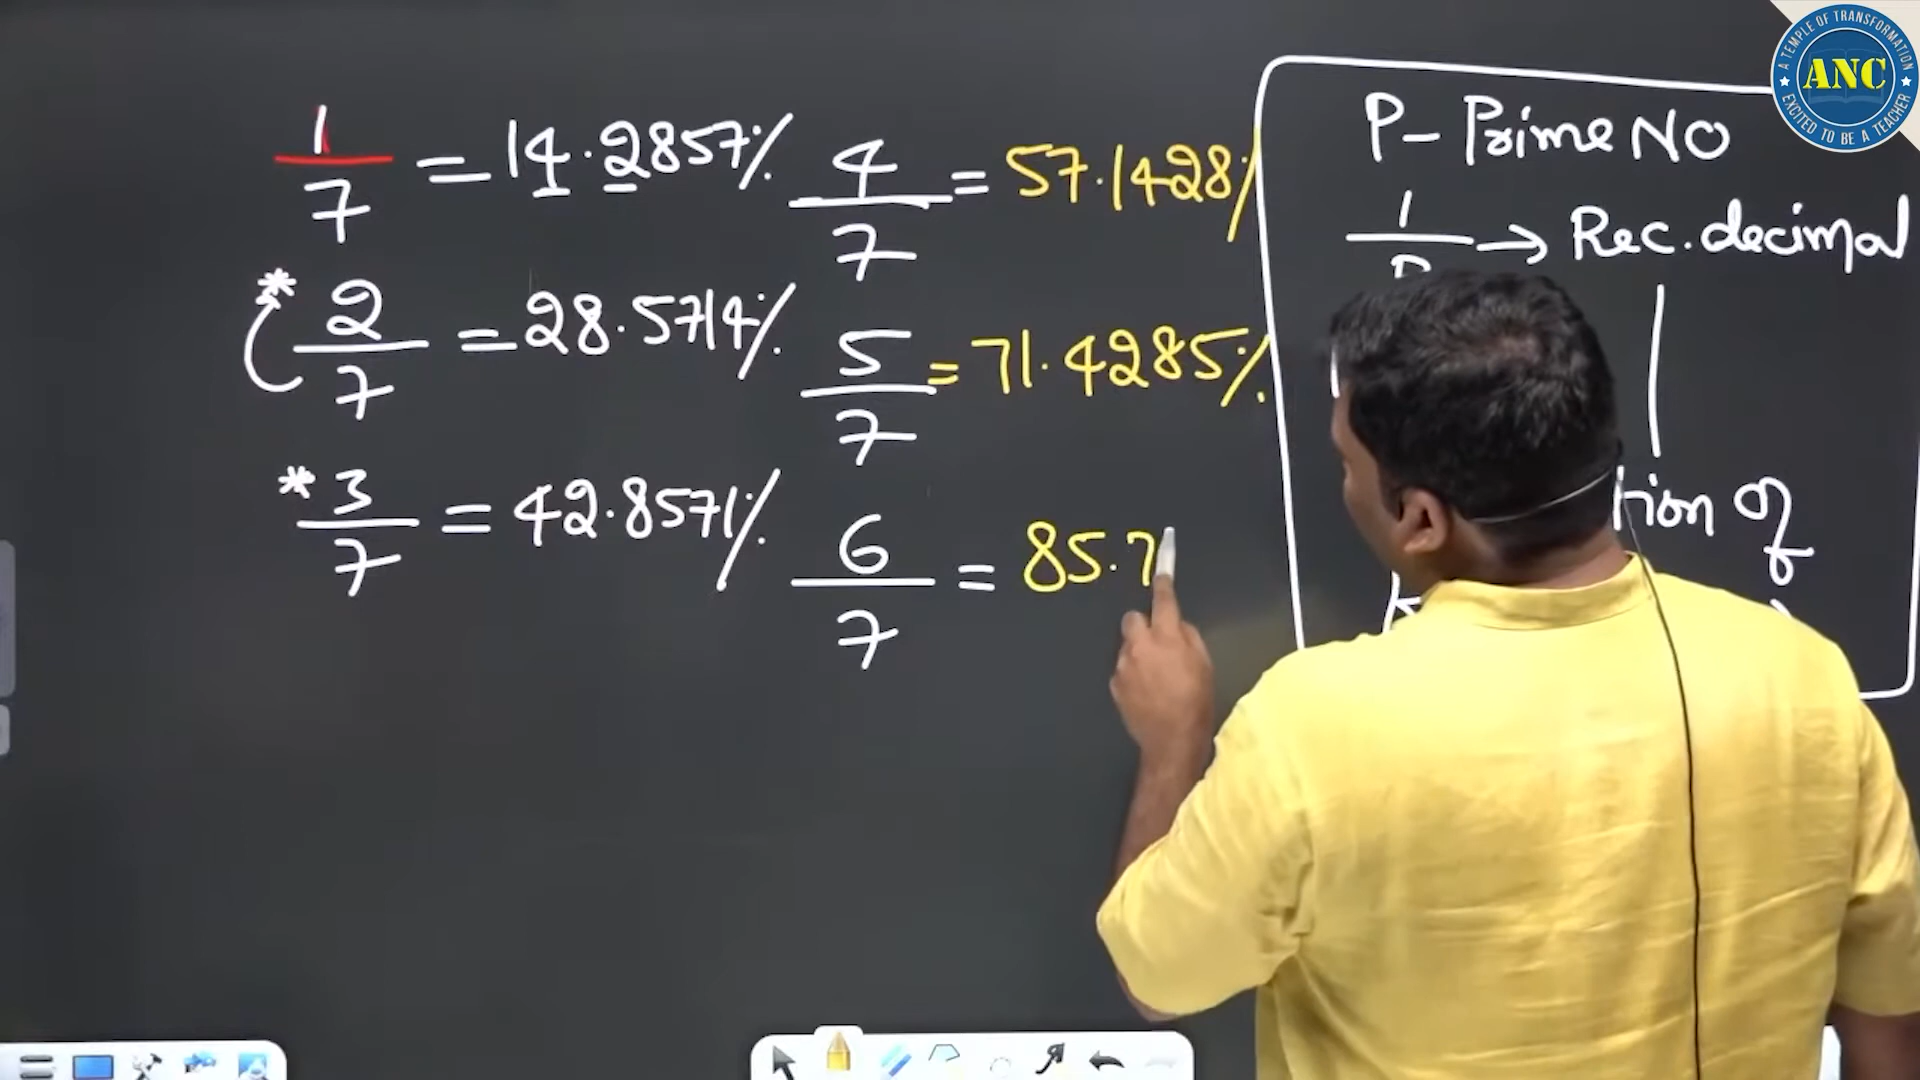 A TEMPLE OF TRANSFORMATION
ANC
EXCITED TO BE A TEACHER
1/7 = 14.2857%
* 2/7 = 28.5714%
* 3/7 = 42.8571%
4/7 = 57.1428%
5/7 = 71.4285%
6/7 = 85.7
P- Prime NO
1/P → Rec. decimal
tion of